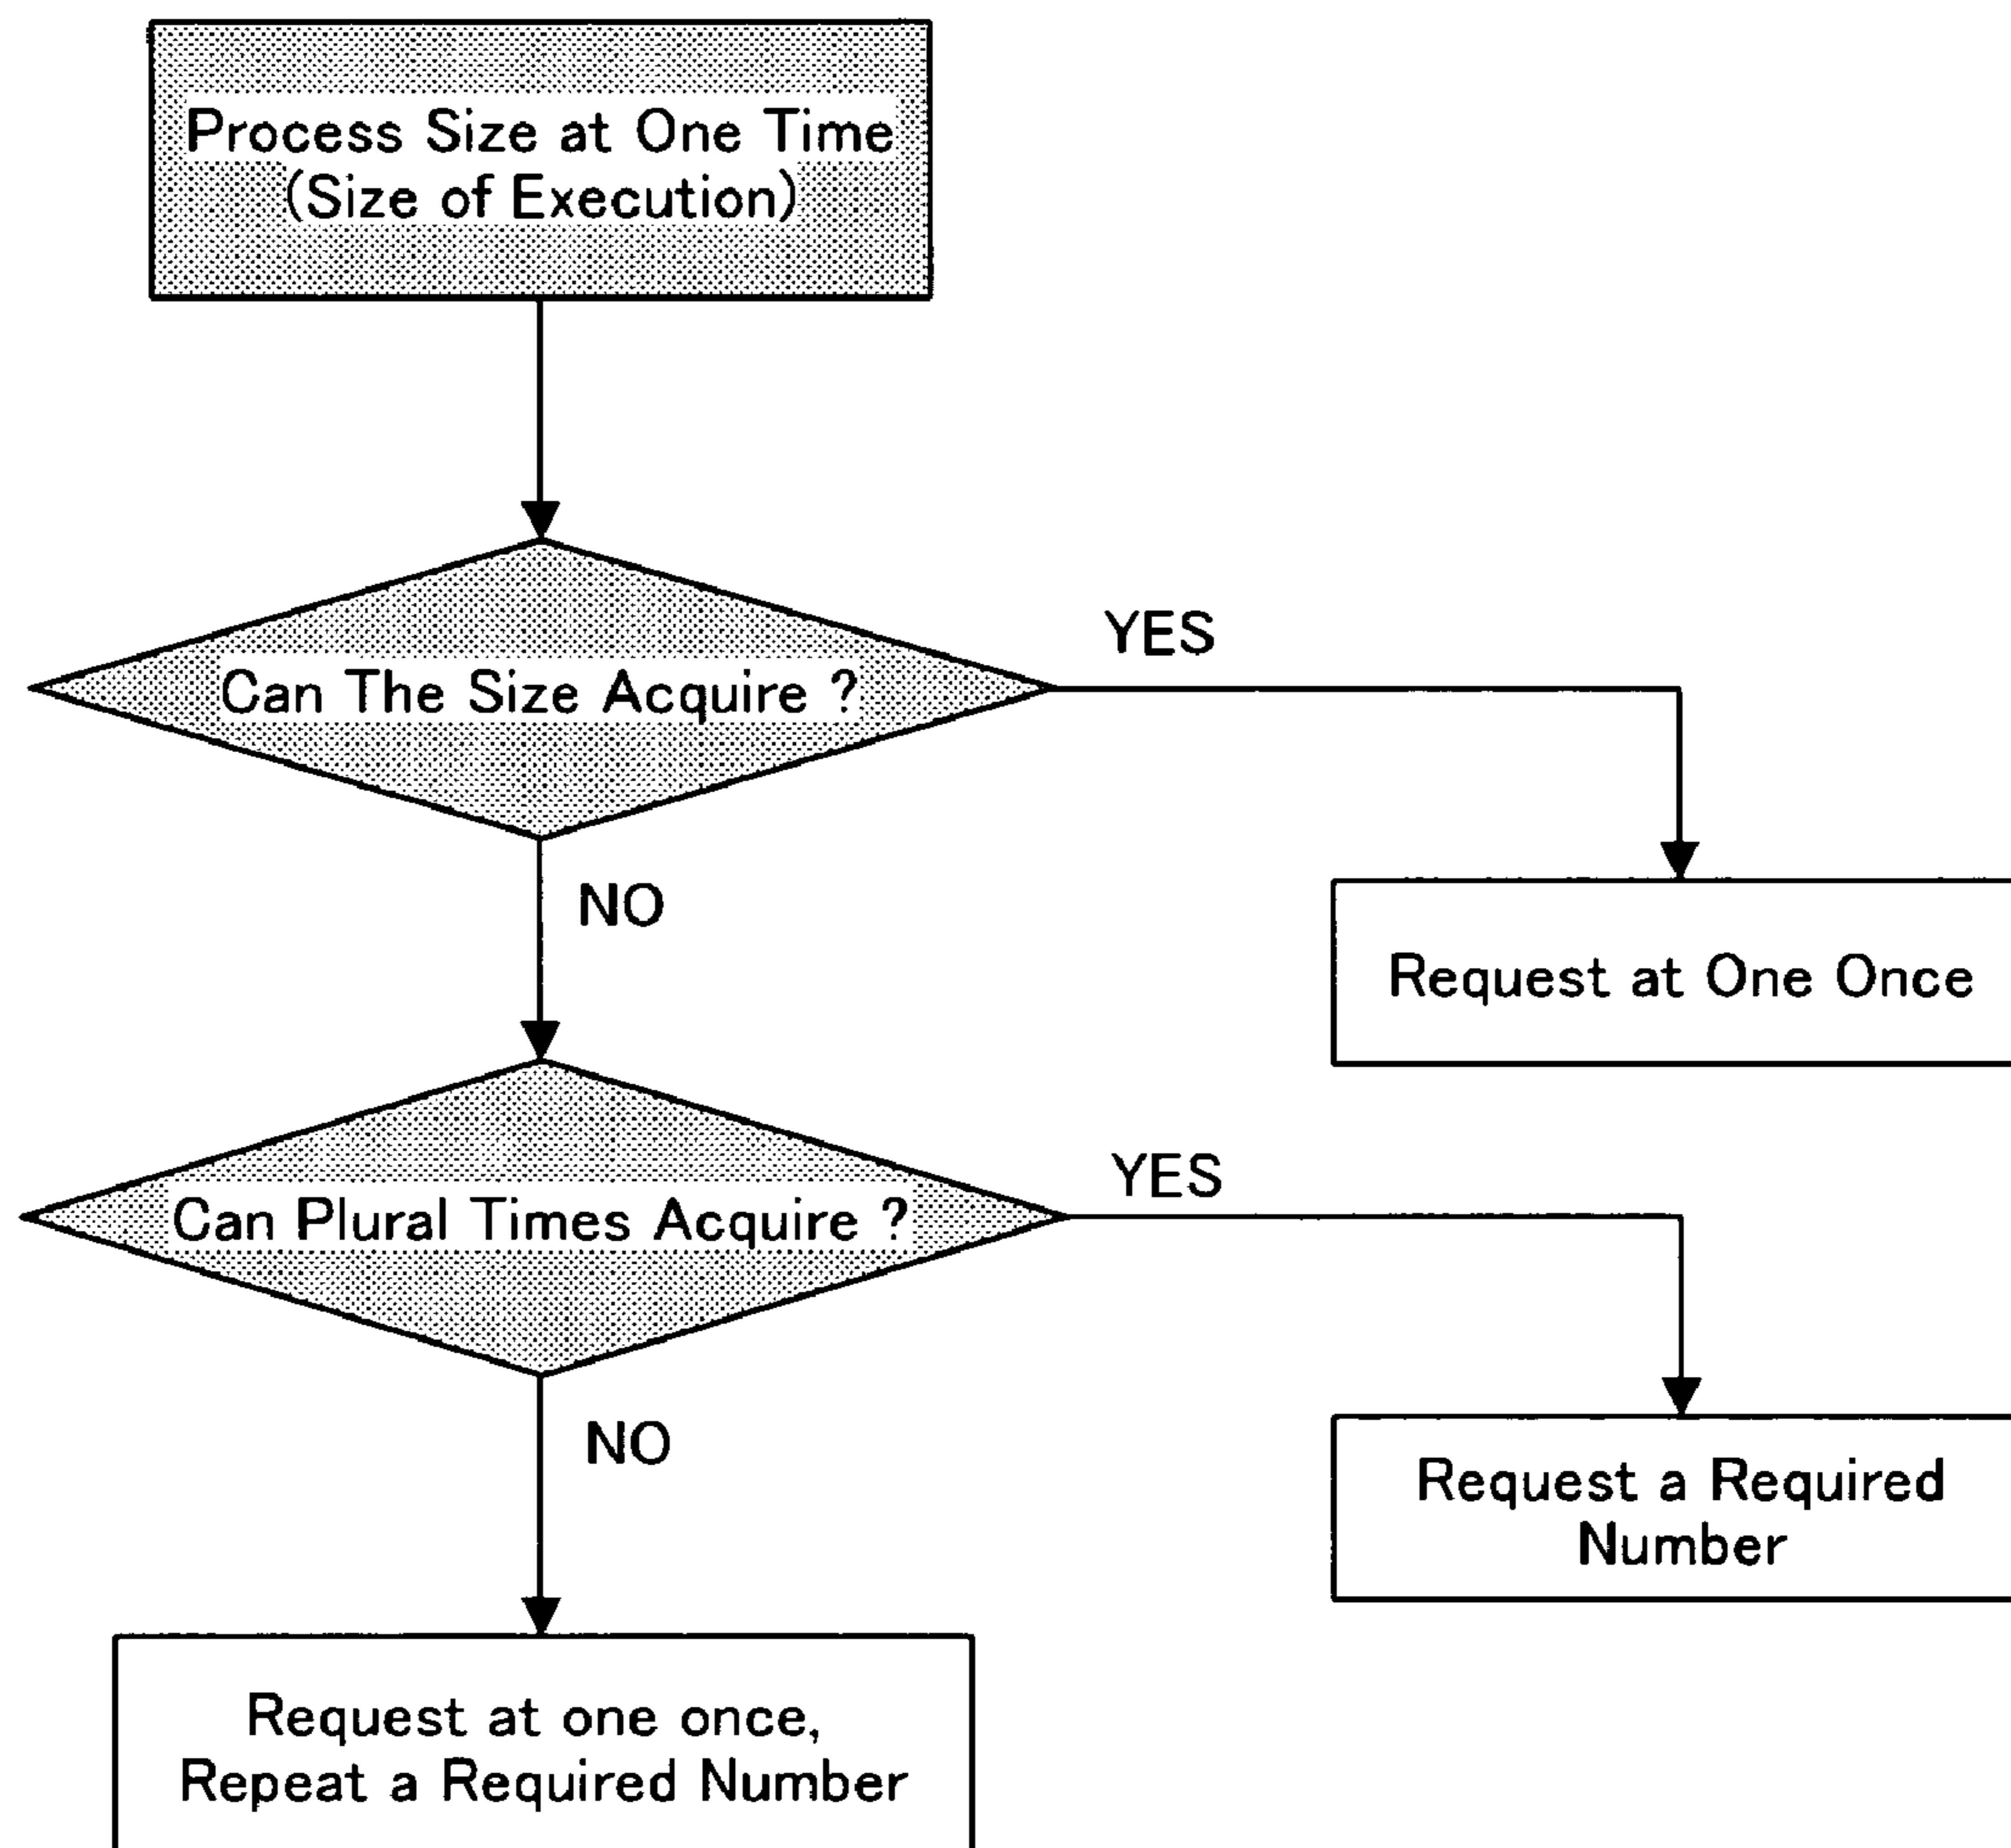 Process Size at One Time
(Size of Execution)
Can The Size Acquire ?
YES
NO
Request at One Once
Can Plural Times Acquire ?
YES
NO
Request a Required
Number
Request at one once,
Repeat a Required Number